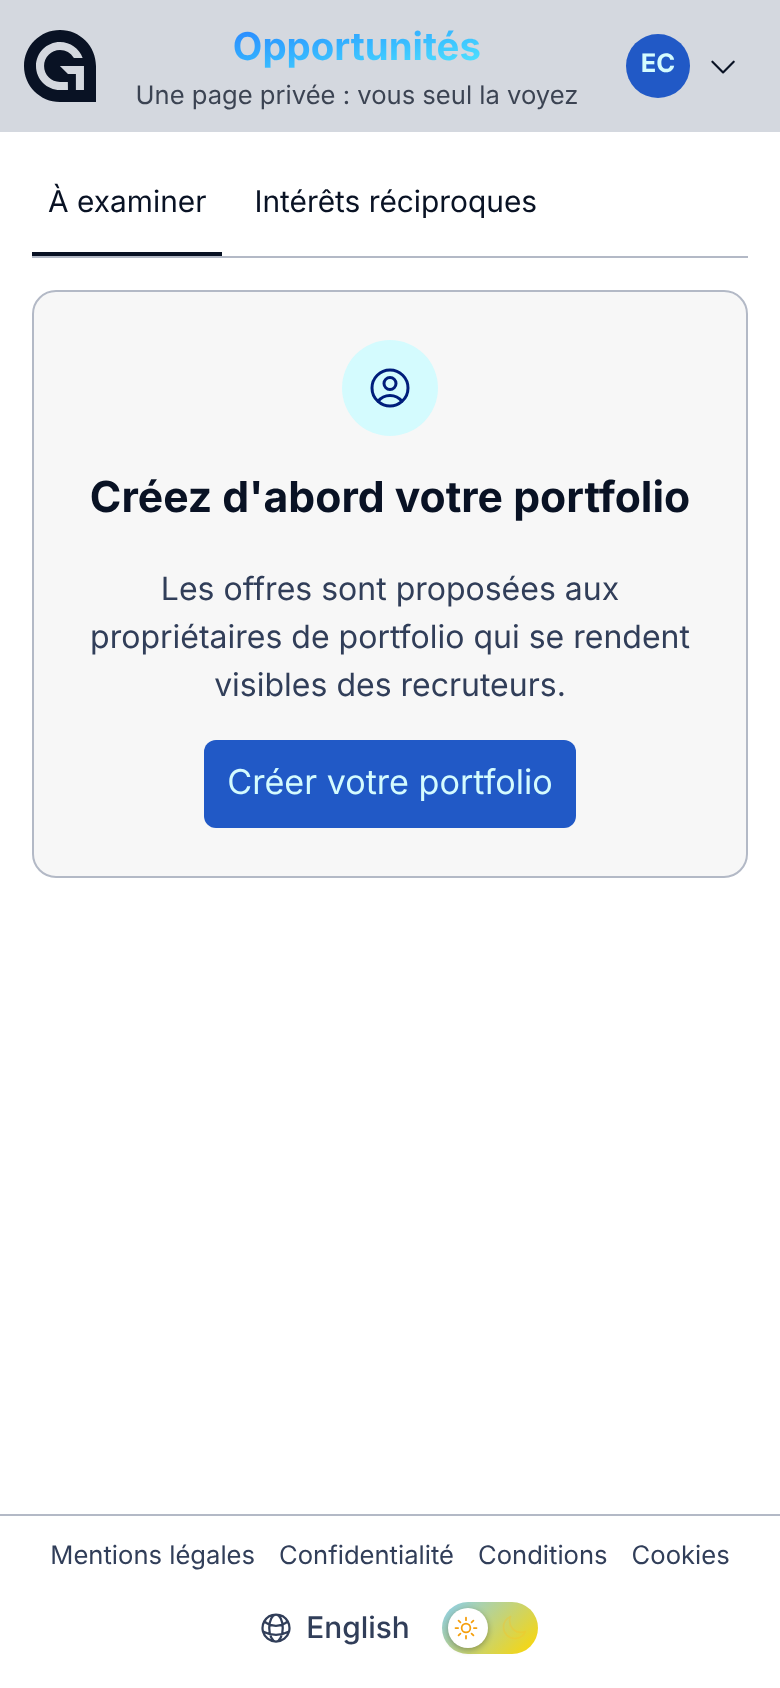 Opportunités
Une page privée : vous seul la voyez
EC
À examiner
Intérêts réciproques
Créez d'abord votre portfolio
Les offres sont proposées aux
propriétaires de portfolio qui se rendent
visibles des recruteurs.
Créer votre portfolio
Mentions légales
Confidentialité
Conditions
Cookies
English